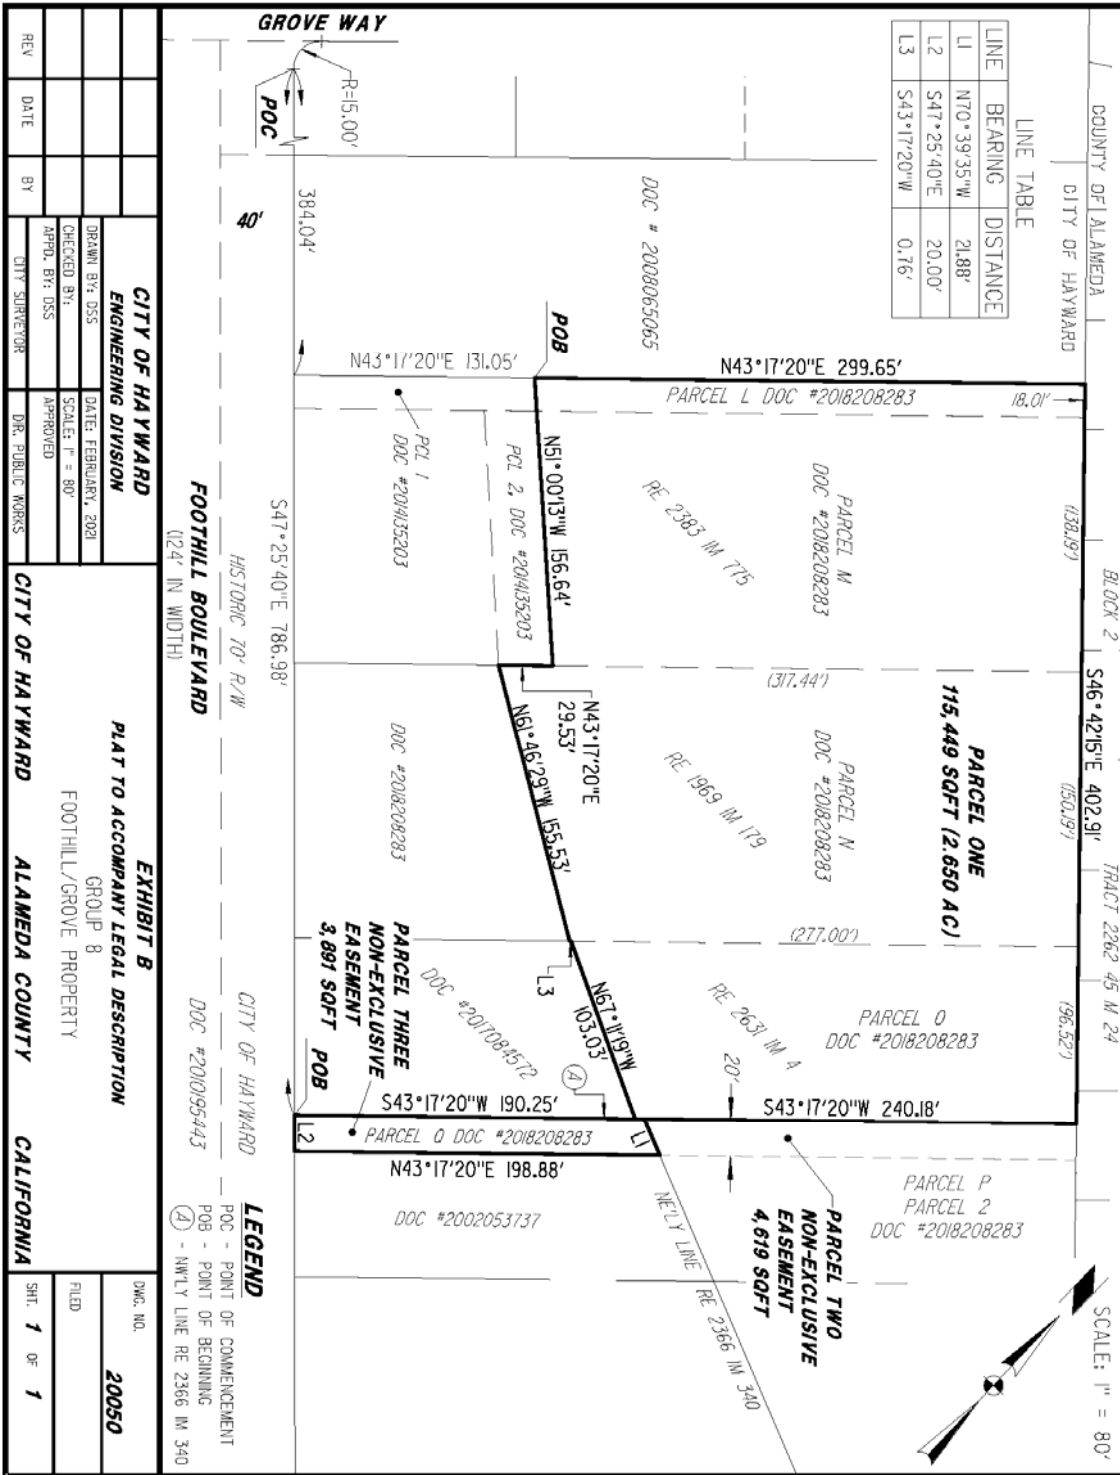 COUNTY OF ALAMEDA
CITY OF HAYWARD
BLOCK 2
TRACT 2262 45 M 24
SCALE: 1" = 80'
LINE TABLE
LINE BEARING DISTANCE
L1 N70°39'35"W 21.88'
L2 S47°25'40"E 20.00'
L3 S43°17'20"W 0.76'
S46°42'15"E 402.91'
(138.19')
(150.19')
(96.52')
18.01'
N43°17'20"E 299.65'
PARCEL L DOC #2018208283
DOC # 2008065065
POB
PARCEL M
DOC #2018208283
RE 2383 IM 775
(317.44')
PARCEL ONE
115,449 SQFT (2.650 AC)
PARCEL N
DOC #2018208283
RE 1969 IM 179
(277.00')
PARCEL O
DOC #2018208283
RE 2631 IM A
20'
S43°17'20"W 240.18'
PARCEL P
PARCEL 2
DOC #2018208283
PARCEL TWO
NON-EXCLUSIVE
EASEMENT
4,619 SQFT
NE'LY LINE RE 2366 IM 340
N51°00'13"W 156.64'
PCL 2, DOC #2014135203
N43°17'20"E
29.53'
N61°46'29"W 155.53'
N67°11'19"W
103.03'
L3
L1
A
N43°17'20"E 131.05'
PCL 1
DOC #2014135203
DOC #2018208283
DOC #2017084572
PARCEL THREE
NON-EXCLUSIVE
EASEMENT
3,891 SQFT
S43°17'20"W 190.25'
PARCEL Q DOC #2018208283
N43°17'20"E 198.88'
L2
POB
DOC #2002053737
GROVE WAY
R=15.00'
POC
384.04'
40'
S47°25'40"E 786.98'
HISTORIC 70' R/W
FOOTHILL BOULEVARD
(124' IN WIDTH)
CITY OF HAYWARD
DOC #2010195443
LEGEND
POC - POINT OF COMMENCEMENT
POB - POINT OF BEGINNING
A - NW'LY LINE RE 2366 IM 340
REV DATE BY
CITY OF HAYWARD
ENGINEERING DIVISION
DRAWN BY: DSS
DATE: FEBRUARY, 2021
CHECKED BY:
SCALE: 1" = 80'
APPD. BY: DSS
APPROVED
CITY SURVEYOR
DIR. PUBLIC WORKS
EXHIBIT B
PLAT TO ACCOMPANY LEGAL DESCRIPTION
GROUP 8
FOOTHILL/GROVE PROPERTY
CITY OF HAYWARD ALAMEDA COUNTY CALIFORNIA
DWG. NO.
20050
FILED
SHT. 1 OF 1